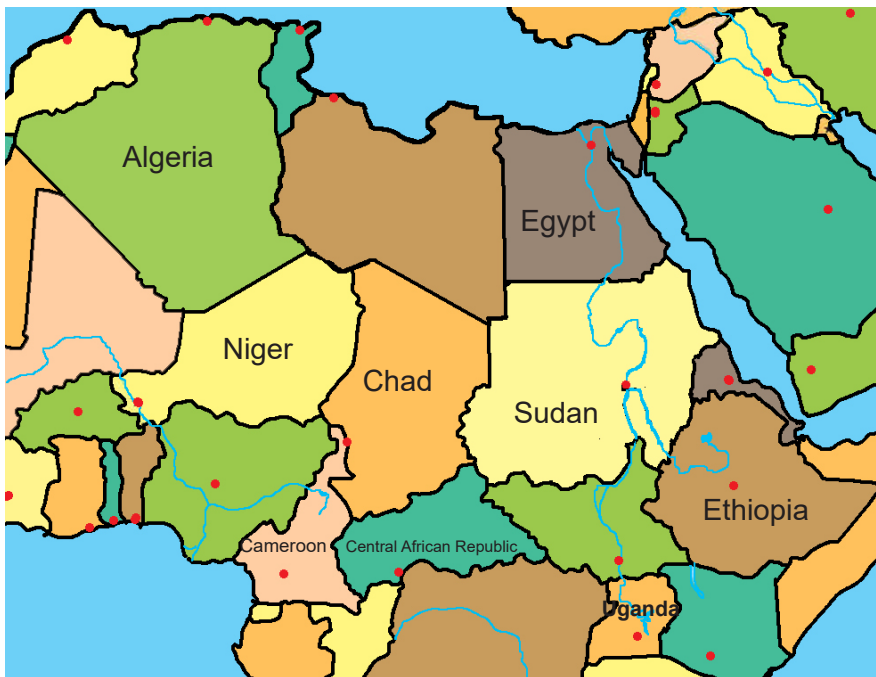 Algeria
Egypt
Niger
Chad
Sudan
Ethiopia
Cameroon
Central African Republic
Uganda